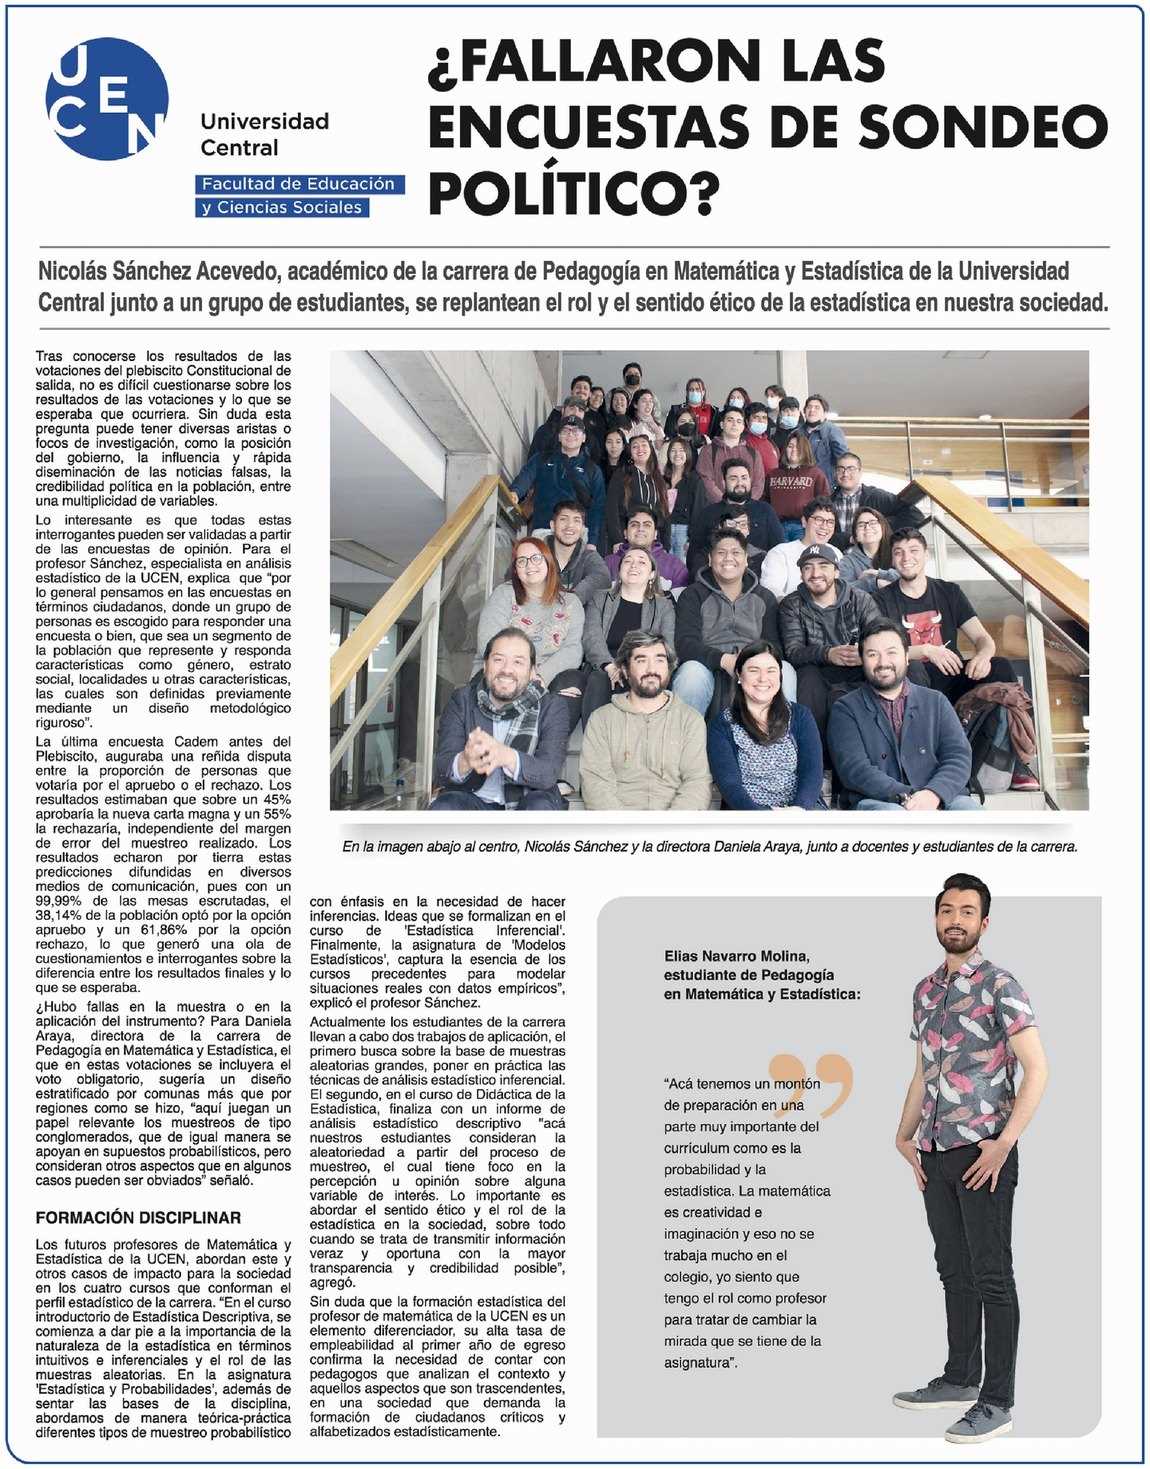 UCEN
Universidad
Central
Facultad de Educación
y Ciencias Sociales
¿FALLARON LAS
ENCUESTAS DE SONDEO
POLÍTICO?
Nicolás Sánchez Acevedo, académico de la carrera de Pedagogía en Matemática y Estadística de la Universidad
Central junto a un grupo de estudiantes, se replantean el rol y el sentido ético de la estadística en nuestra sociedad.
Tras conocerse los resultados de las
votaciones del plebiscito Constitucional de
salida, no es difícil cuestionarse sobre los
resultados de las votaciones y lo que se
esperaba que ocurriera. Sin duda esta
pregunta puede tener diversas aristas o
focos de investigación, como la posición
del gobierno, la influencia y rápida
diseminación de las noticias falsas, la
credibilidad política en la población, entre
una multiplicidad de variables.
Lo interesante es que todas estas
interrogantes pueden ser validadas a partir
de las encuestas de opinión. Para el
profesor Sánchez, especialista en análisis
estadístico de la UCEN, explica que “por
lo general pensamos en las encuestas en
términos ciudadanos, donde un grupo de
personas es escogido para responder una
encuesta o bien, que sea un segmento de
la población que represente y responda
características como género, estrato
social, localidades u otras características,
las cuales son definidas previamente
mediante un diseño metodológico
riguroso”.
La última encuesta Cadem antes del
Plebiscito, auguraba una reñida disputa
entre la proporción de personas que
votaría por el apruebo o el rechazo. Los
resultados estimaban que sobre un 45%
aprobaría la nueva carta magna y un 55%
la rechazaría, independiente del margen
de error del muestreo realizado. Los
resultados echaron por tierra estas
predicciones difundidas en diversos
medios de comunicación, pues con un
99,99% de las mesas escrutadas, el
38,14% de la población optó por la opción
apruebo y un 61,86% por la opción
rechazo, lo que generó una ola de
cuestionamientos e interrogantes sobre la
diferencia entre los resultados finales y lo
que se esperaba.
¿Hubo fallas en la muestra o en la
aplicación del instrumento? Para Daniela
Araya, directora de la carrera de
Pedagogía en Matemática y Estadística, el
que en estas votaciones se incluyera el
voto obligatorio, sugería un diseño
estratificado por comunas más que por
regiones como se hizo, “aquí juegan un
papel relevante los muestreos de tipo
conglomerados, que de igual manera se
apoyan en supuestos probabilísticos, pero
consideran otros aspectos que en algunos
casos pueden ser obviados” señaló.
FORMACIÓN DISCIPLINAR
Los futuros profesores de Matemática y
Estadística de la UCEN, abordan este y
otros casos de impacto para la sociedad
en los cuatro cursos que conforman el
perfil estadístico de la carrera. “En el curso
introductorio de Estadística Descriptiva, se
comienza a dar pie a la importancia de la
naturaleza de la estadística en términos
intuitivos e inferenciales y el rol de las
muestras aleatorias. En la asignatura
'Estadística y Probabilidades', además de
sentar las bases de la disciplina,
abordamos de manera teórica-práctica
diferentes tipos de muestreo probabilístico
HARVARD
UNIVERSITY
En la imagen abajo al centro, Nicolás Sánchez y la directora Daniela Araya, junto a docentes y estudiantes de la carrera.
con énfasis en la necesidad de hacer
inferencias. Ideas que se formalizan en el
curso de 'Estadística Inferencial'.
Finalmente, la asignatura de 'Modelos
Estadísticos', captura la esencia de los
cursos precedentes para modelar
situaciones reales con datos empíricos”,
explicó el profesor Sánchez.
Actualmente los estudiantes de la carrera
llevan a cabo dos trabajos de aplicación, el
primero busca sobre la base de muestras
aleatorias grandes, poner en práctica las
técnicas de análisis estadístico inferencial.
El segundo, en el curso de Didáctica de la
Estadística, finaliza con un informe de
análisis estadístico descriptivo “acá
nuestros estudiantes consideran la
aleatoriedad a partir del proceso de
muestreo, el cual tiene foco en la
percepción u opinión sobre alguna
variable de interés. Lo importante es
abordar el sentido ético y el rol de la
estadística en la sociedad, sobre todo
cuando se trata de transmitir información
veraz y oportuna con la mayor
transparencia y credibilidad posible”,
agregó.
Sin duda que la formación estadística del
profesor de matemática de la UCEN es un
elemento diferenciador, su alta tasa de
empleabilidad al primer año de egreso
confirma la necesidad de contar con
pedagogos que analizan el contexto y
aquellos aspectos que son trascendentes,
en una sociedad que demanda la
formación de ciudadanos críticos y
alfabetizados estadísticamente.
Elias Navarro Molina,
estudiante de Pedagogía
en Matemática y Estadística:
“Acá tenemos un montón
de preparación en una
parte muy importante del
currículum como es la
probabilidad y la
estadística. La matemática
es creatividad e
imaginación y eso no se
trabaja mucho en el
colegio, yo siento que
tengo el rol como profesor
para tratar de cambiar la
mirada que se tiene de la
asignatura”.